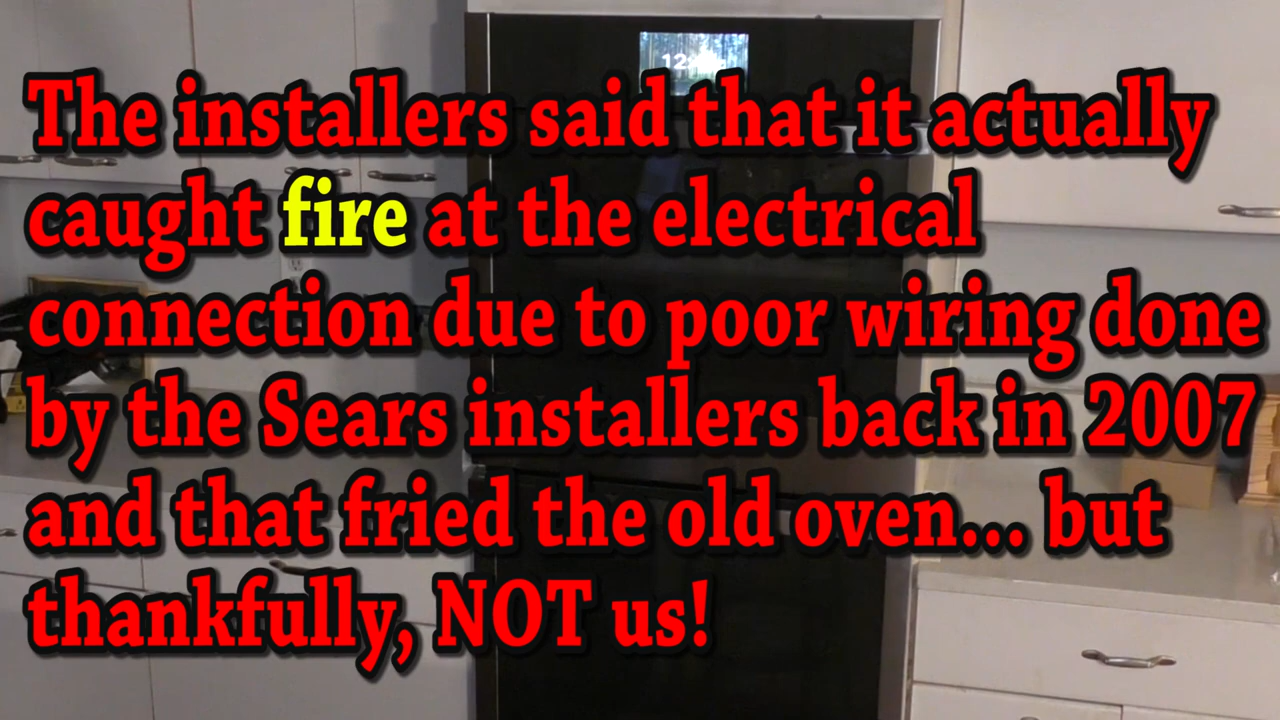 The installers said that it actually
caught fire at the electrical
connection due to poor wiring done
by the Sears installers back in 2007
and that fried the old oven... but
thankfully, NOT us!